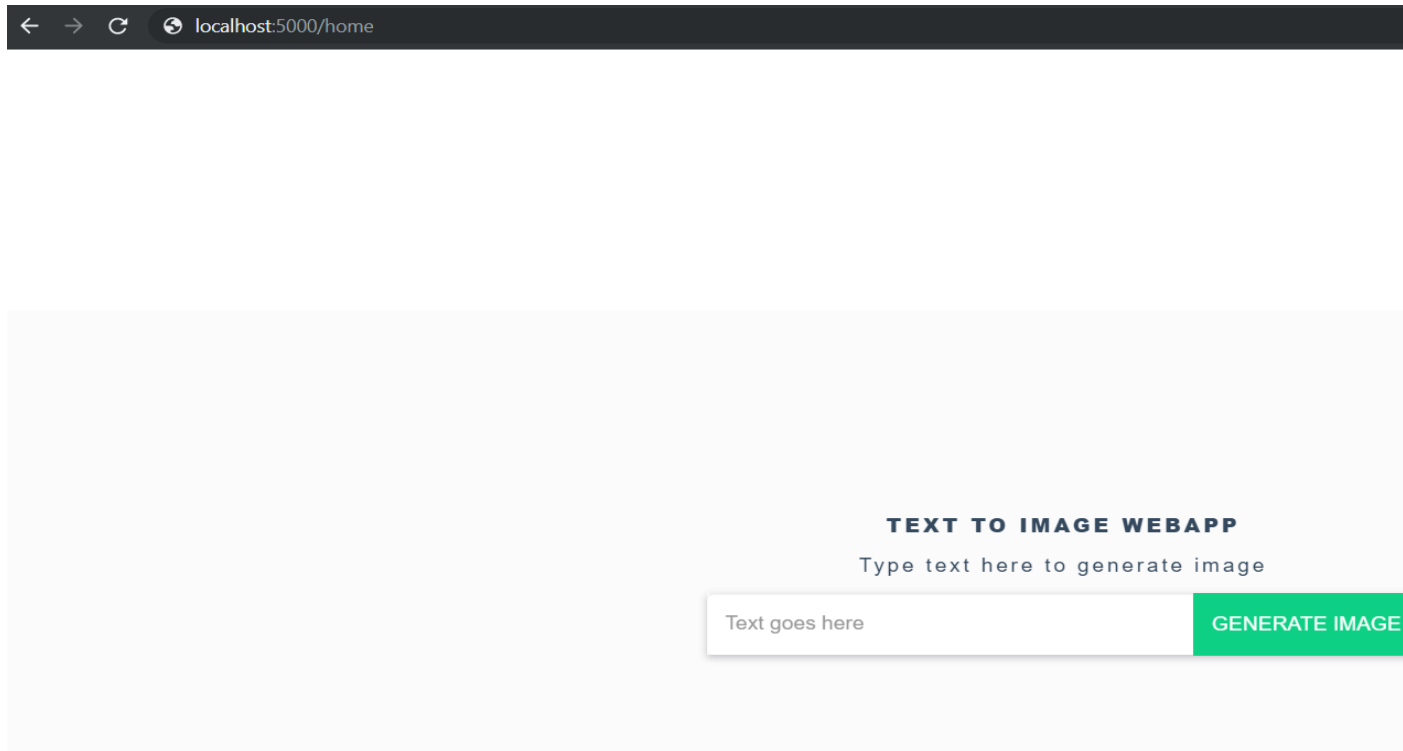 localhost:5000/home
TEXT TO IMAGE WEBAPP
Type text here to generate image
Text goes here
GENERATE IMAGE